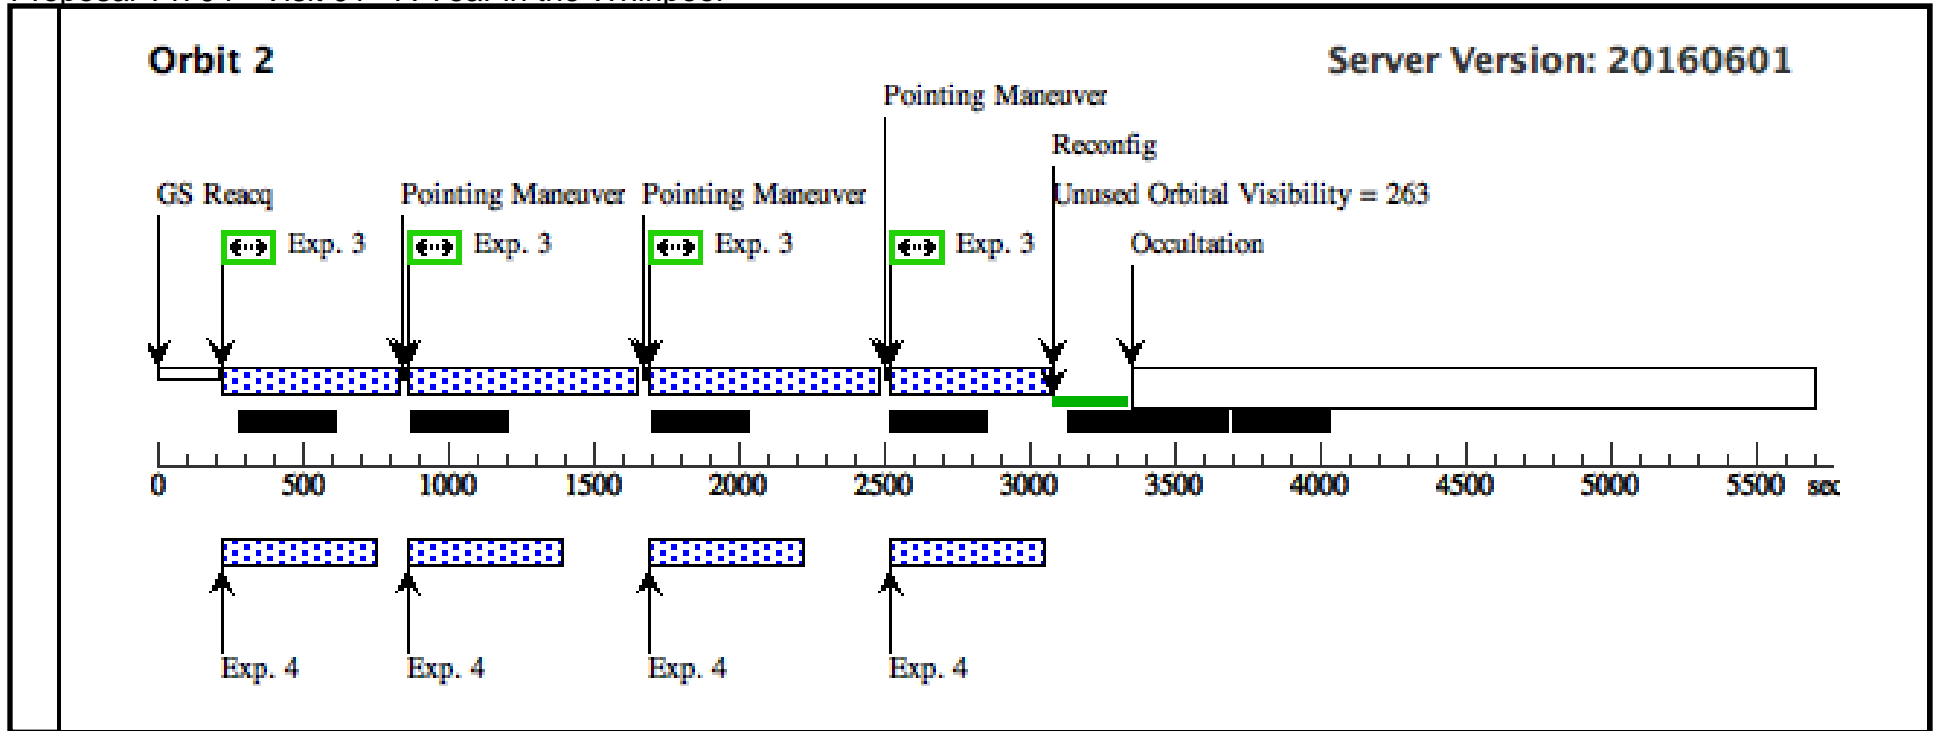 Orbit 2
Server Version: 20160601
Pointing Maneuver
Reconfig
GS Reacq
Pointing Maneuver
Pointing Maneuver
Unused Orbital Visibility = 263
Exp. 3
Exp. 3
Exp. 3
Exp. 3
Occultation
0 500 1000 1500 2000 2500 3000 3500 4000 4500 5000 5500 sec
Exp. 4
Exp. 4
Exp. 4
Exp. 4